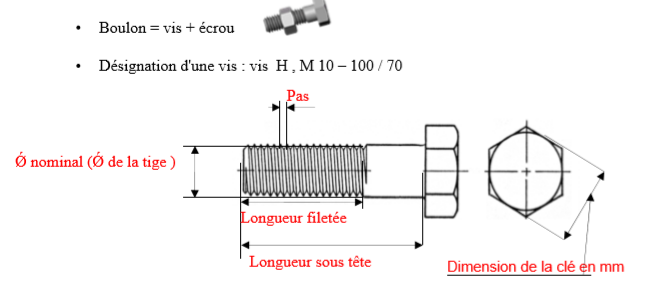 • Boulon = vis + écrou
• Désignation d'une vis : vis H , M 10 – 100 / 70
Pas
Ǿ nominal (Ǿ de la tige )
Longueur filetée
Longueur sous tête
Dimension de la clé en mm